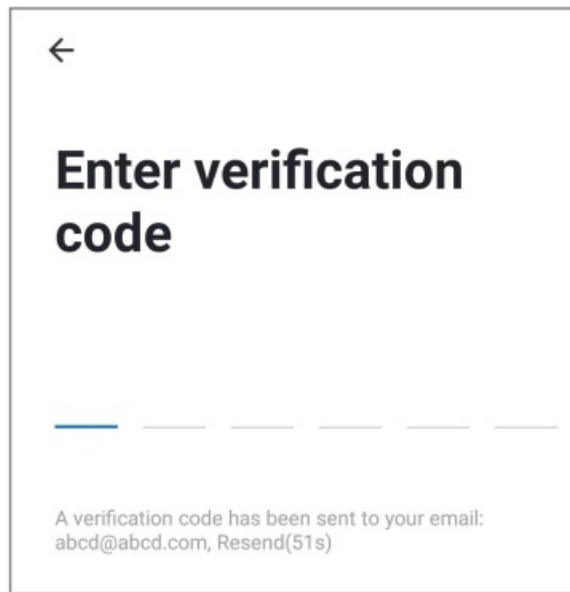 Enter verification
code
A verification code has been sent to your email:
abcd@abcd.com, Resend(51s)